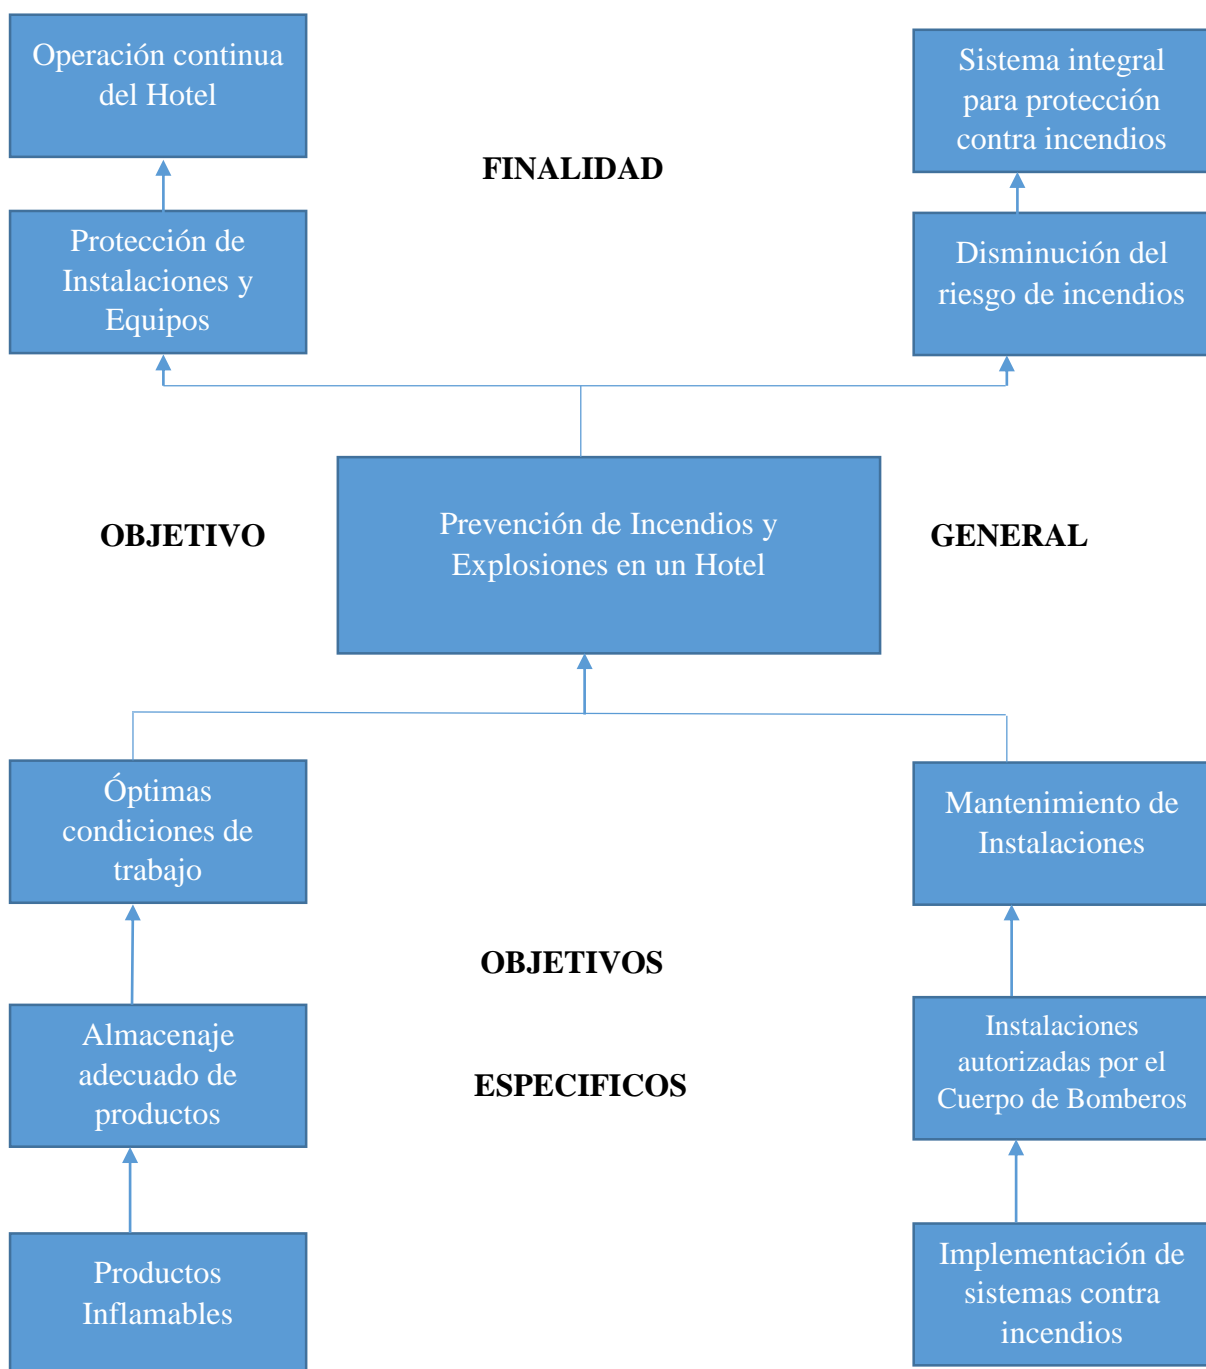 Operación continua
del Hotel
Sistema integral
para protección
contra incendios
FINALIDAD
Protección de
Instalaciones y
Equipos
Disminución del
riesgo de incendios
OBJETIVO
Prevención de Incendios y
Explosiones en un Hotel
GENERAL
Óptimas
condiciones de
trabajo
Mantenimiento de
Instalaciones
OBJETIVOS
Almacenaje
adecuado de
productos
ESPECIFICOS
Instalaciones
autorizadas por el
Cuerpo de Bomberos
Productos
Inflamables
Implementación de
sistemas contra
incendios